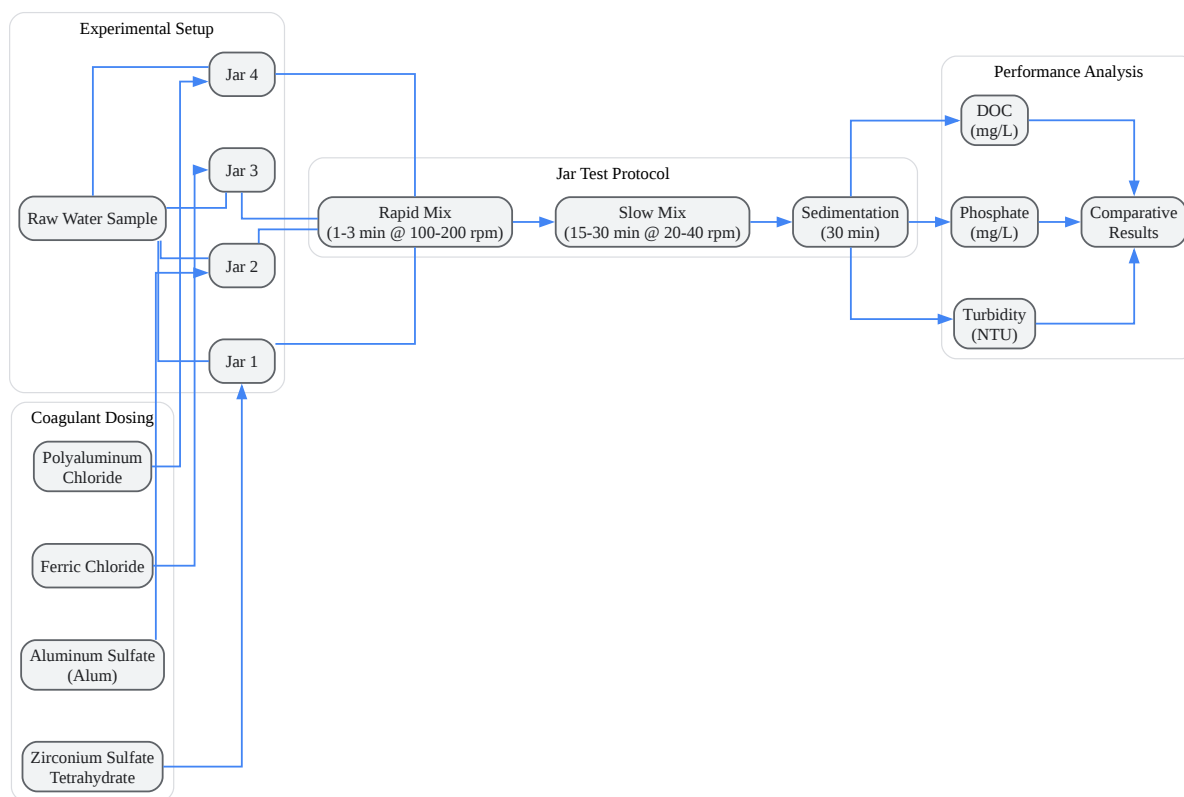 Experimental Setup
Jar 4
Jar 3
Raw Water Sample
Jar 2
Jar 1
Coagulant Dosing
Polyaluminum
Chloride
Ferric Chloride
Aluminum Sulfate
(Alum)
Zirconium Sulfate
Tetrahydrate
Jar Test Protocol
Rapid Mix
(1-3 min @ 100-200 rpm)
Slow Mix
(15-30 min @ 20-40 rpm)
Sedimentation
(30 min)
Performance Analysis
DOC
(mg/L)
Phosphate
(mg/L)
Turbidity
(NTU)
Comparative
Results